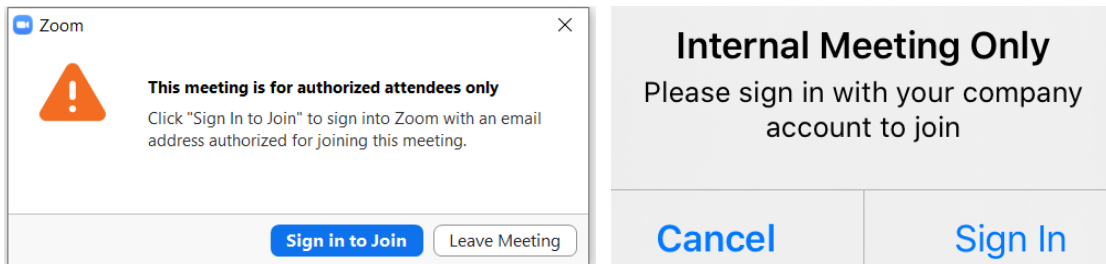 Zoom
This meeting is for authorized attendees only
Click "Sign In to Join" to sign into Zoom with an email
address authorized for joining this meeting.
Sign in to Join
Leave Meeting
Internal Meeting Only
Please sign in with your company
account to join
Cancel
Sign In